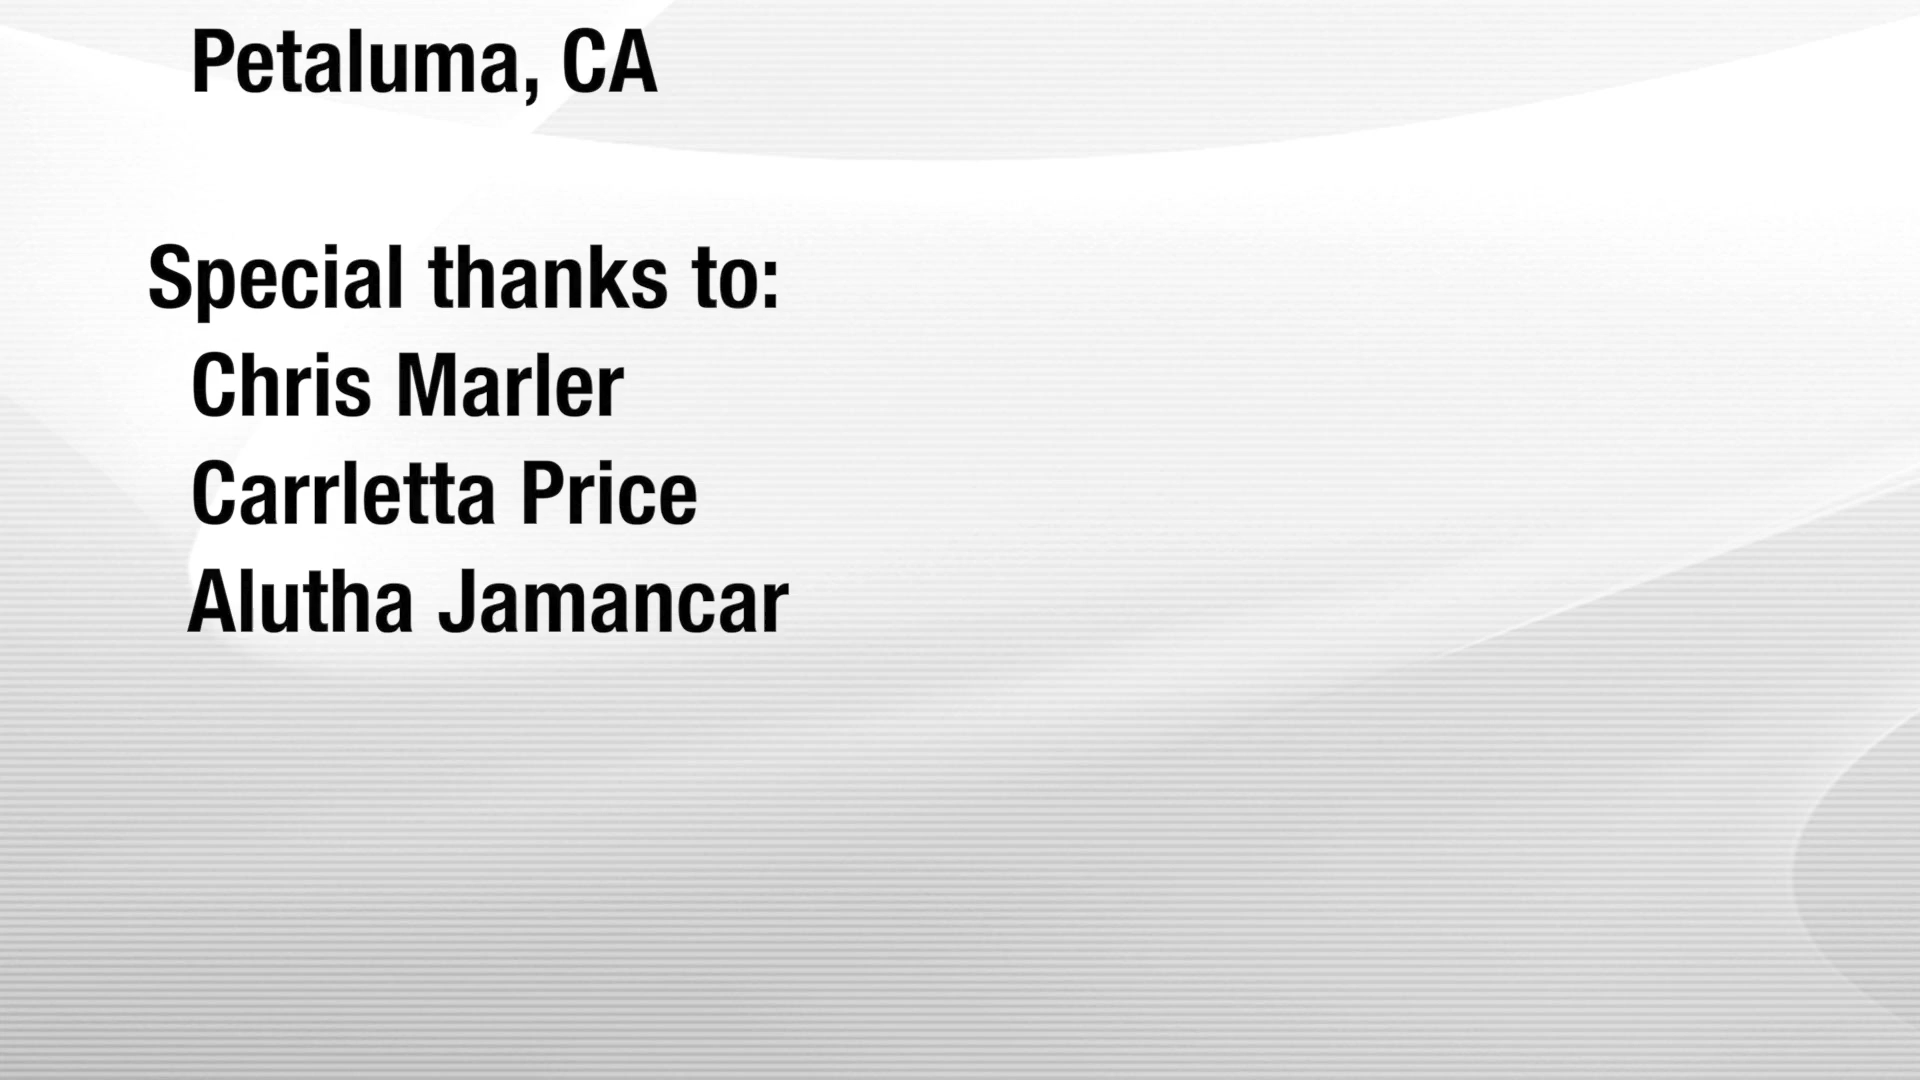 Petaluma, CA
Special thanks to:
Chris Marler
Carrletta Price
Alutha Jamancar